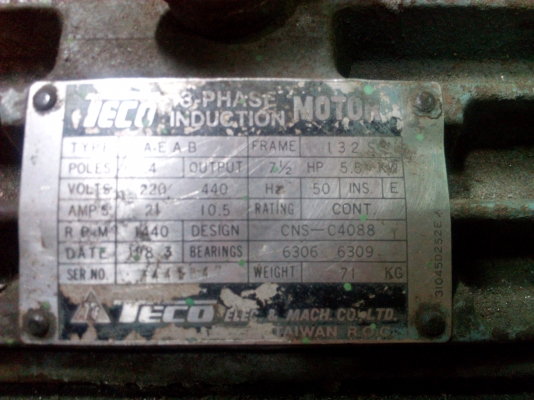 TECO 3-PHASE INDUCTION MOTOR
TYPE AEAB FRAME 132S
POLES 4 OUTPUT 7½ HP 5.5 KW
VOLTS 220 440 Hz 50 INS. E
AMPS 21 10.5 RATING CONT.
R.P.M 1440 DESIGN CNS-C4088
DATE BEARINGS 6306 6309
SER NO. WEIGHT 71 KG
TECO ELEC. & MACH. CO. LTD.
TAIWAN R.O.C.
3I045D252E